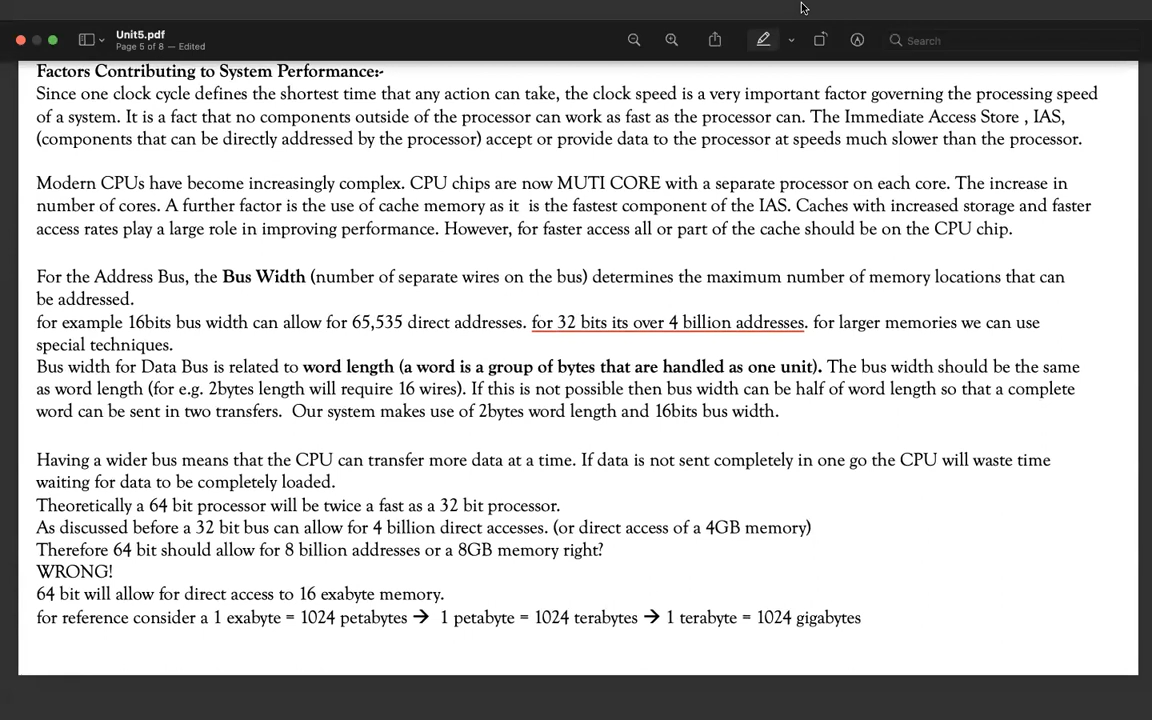 Unit5.pdf
Page 5 of 8 — Edited
Search
Factors Contributing to System Performance:-
Since one clock cycle defines the shortest time that any action can take, the clock speed is a very important factor governing the processing speed
of a system. It is a fact that no components outside of the processor can work as fast as the processor can. The Immediate Access Store , IAS,
(components that can be directly addressed by the processor) accept or provide data to the processor at speeds much slower than the processor.
Modern CPUs have become increasingly complex. CPU chips are now MUTI CORE with a separate processor on each core. The increase in
number of cores. A further factor is the use of cache memory as it is the fastest component of the IAS. Caches with increased storage and faster
access rates play a large role in improving performance. However, for faster access all or part of the cache should be on the CPU chip.
For the Address Bus, the Bus Width (number of separate wires on the bus) determines the maximum number of memory locations that can
be addressed.
for example 16bits bus width can allow for 65,535 direct addresses. for 32 bits its over 4 billion addresses. for larger memories we can use
special techniques.
Bus width for Data Bus is related to word length (a word is a group of bytes that are handled as one unit). The bus width should be the same
as word length (for e.g. 2bytes length will require 16 wires). If this is not possible then bus width can be half of word length so that a complete
word can be sent in two transfers. Our system makes use of 2bytes word length and 16bits bus width.
Having a wider bus means that the CPU can transfer more data at a time. If data is not sent completely in one go the CPU will waste time
waiting for data to be completely loaded.
Theoretically a 64 bit processor will be twice a fast as a 32 bit processor.
As discussed before a 32 bit bus can allow for 4 billion direct accesses. (or direct access of a 4GB memory)
Therefore 64 bit should allow for 8 billion addresses or a 8GB memory right?
WRONG!
64 bit will allow for direct access to 16 exabyte memory.
for reference consider a 1 exabyte = 1024 petabytes → 1 petabyte = 1024 terabytes → 1 terabyte = 1024 gigabytes